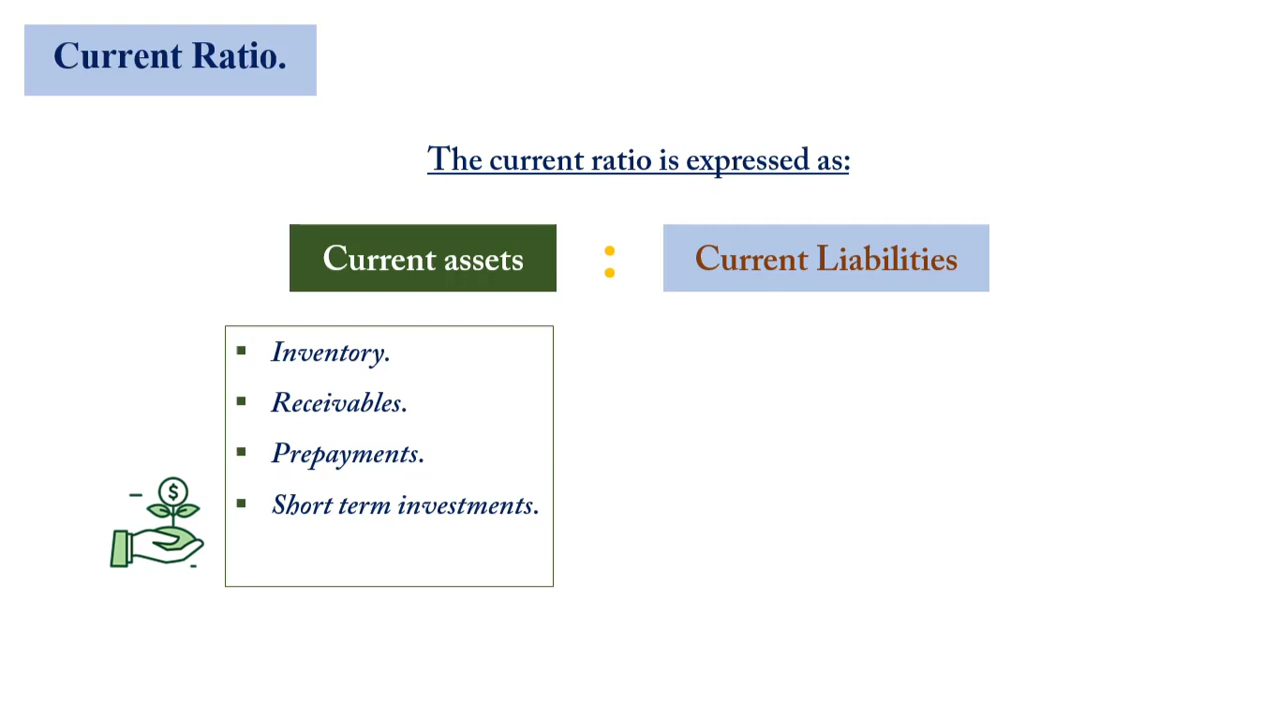 Current Ratio.
The current ratio is expressed as:
Current assets : Current Liabilities
▪ Inventory.
▪ Receivables.
▪ Prepayments.
▪ Short term investments.
$